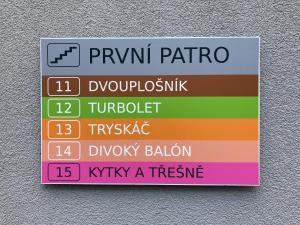 PRVNÍ PATRO
11 DVOUPLOŠNÍK
12 TURBOLET
13 TRYSKÁČ
14 DIVOKÝ BALÓN
15 KYTKY A TŘEŠNĚ